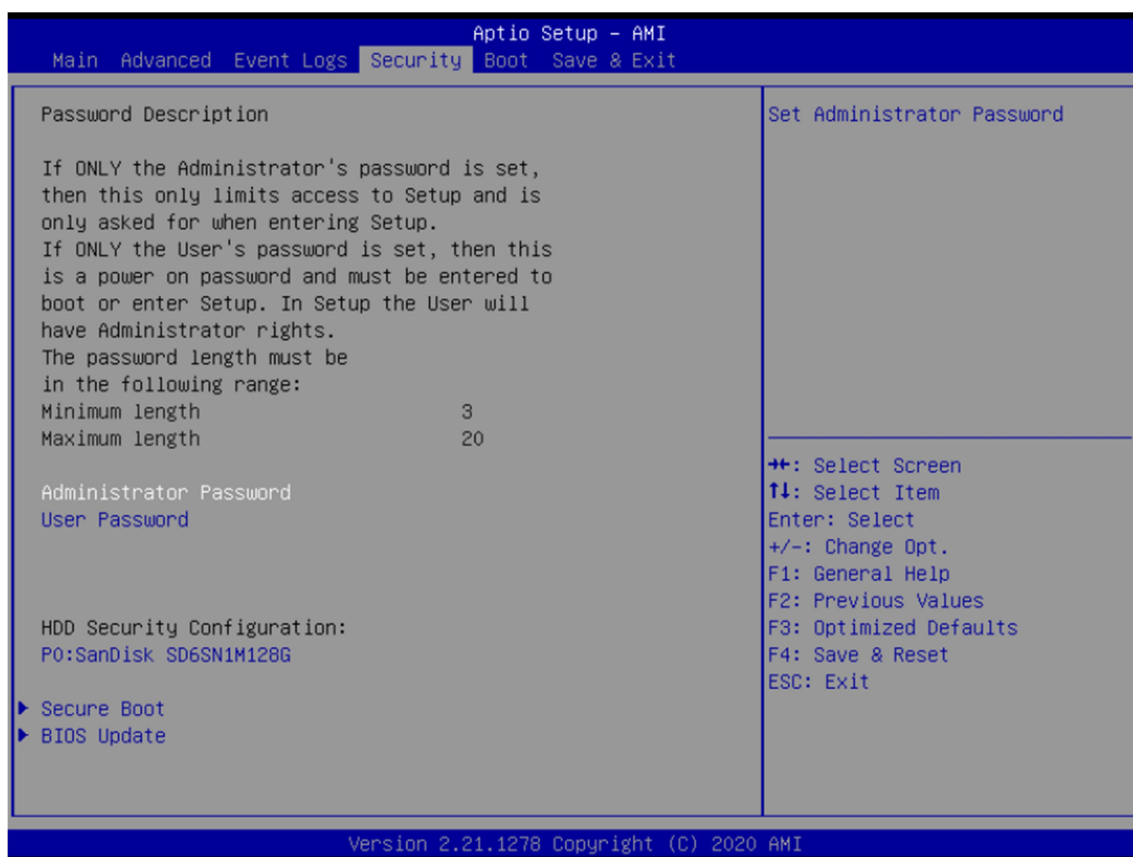 Aptio Setup – AMI
Main Advanced Event Logs Security Boot Save & Exit
Password Description
If ONLY the Administrator's password is set,
then this only limits access to Setup and is
only asked for when entering Setup.
If ONLY the User's password is set, then this
is a power on password and must be entered to
boot or enter Setup. In Setup the User will
have Administrator rights.
The password length must be
in the following range:
Minimum length 3
Maximum length 20
Administrator Password
User Password
HDD Security Configuration:
P0:SanDisk SD6SN1M128G
► Secure Boot
► BIOS Update
Set Administrator Password
→←: Select Screen
↑↓: Select Item
Enter: Select
+/-: Change Opt.
F1: General Help
F2: Previous Values
F3: Optimized Defaults
F4: Save & Reset
ESC: Exit
Version 2.21.1278 Copyright (C) 2020 AMI